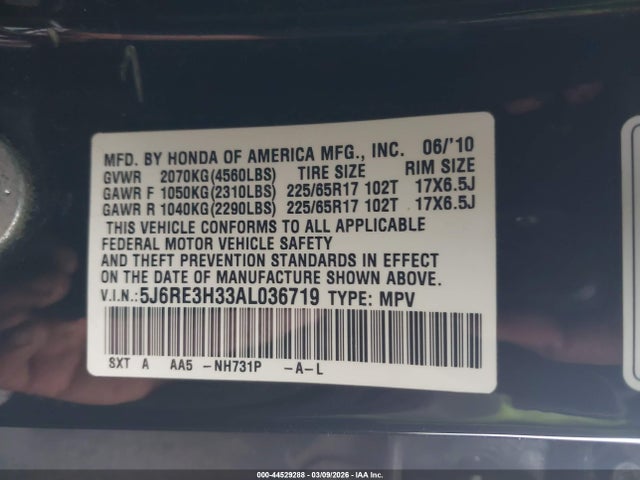 MFD. BY HONDA OF AMERICA MFG., INC. 06/'10
GVWR 2070KG(4560LBS) TIRE SIZE RIM SIZE
GAWR F 1050KG(2310LBS) 225/65R17 102T 17X6.5J
GAWR R 1040KG(2290LBS) 225/65R17 102T 17X6.5J
THIS VEHICLE CONFORMS TO ALL APPLICABLE
FEDERAL MOTOR VEHICLE SAFETY
AND THEFT PREVENTION STANDARDS IN EFFECT
ON THE DATE OF MANUFACTURE SHOWN ABOVE.
V.I.N.: 5J6RE3H33AL036719 TYPE: MPV
SXT A AA5 -NH731P -A-L
000-44529288 - 03/09/2026 - IAA Inc.